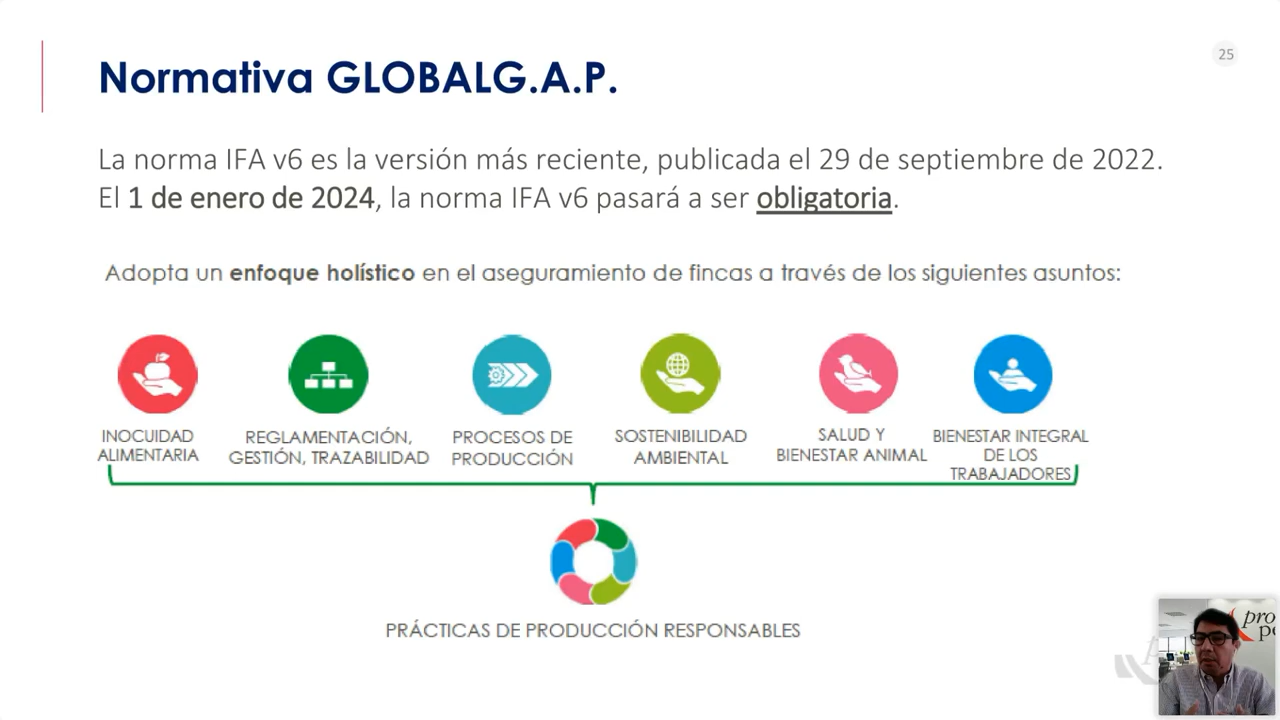 25
Normativa GLOBALG.A.P.
La norma IFA v6 es la versión más reciente, publicada el 29 de septiembre de 2022.
El 1 de enero de 2024, la norma IFA v6 pasará a ser obligatoria.
Adopta un enfoque holístico en el aseguramiento de fincas a través de los siguientes asuntos:
INOCUIDAD
ALIMENTARIA
REGLAMENTACIÓN,
GESTIÓN, TRAZABILIDAD
PROCESOS DE
PRODUCCIÓN
SOSTENIBILIDAD
AMBIENTAL
SALUD Y
BIENESTAR ANIMAL
BIENESTAR INTEGRAL
DE LOS
TRABAJADORES
PRÁCTICAS DE PRODUCCIÓN RESPONSABLES
pro